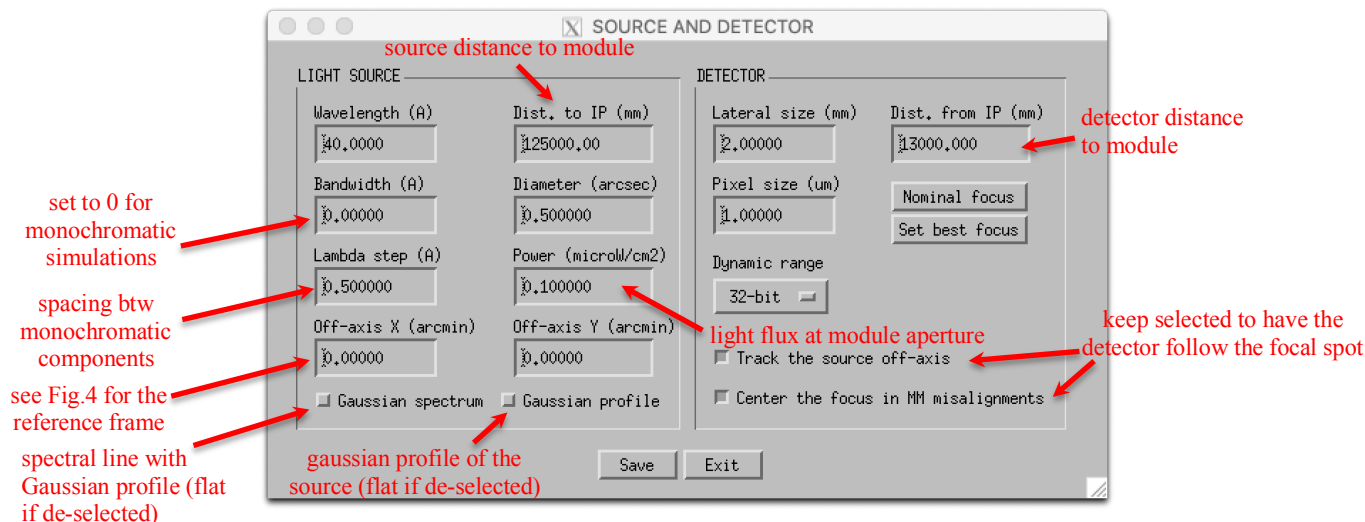 SOURCE AND DETECTOR
source distance to module
LIGHT SOURCE
Wavelength (A)
40.0000
Dist. to IP (mm)
125000.00
Bandwidth (A)
0.00000
Diameter (arcsec)
0.500000
Lambda step (A)
0.500000
Power (microW/cm2)
0.100000
Off-axis X (arcmin)
0.00000
Off-axis Y (arcmin)
0.00000
Gaussian spectrum
Gaussian profile
DETECTOR
Lateral size (mm)
2.00000
Dist. from IP (mm)
13000.000
Pixel size (um)
1.00000
Nominal focus
Set best focus
Dynamic range
32-bit
Track the source off-axis
Center the focus in MM misalignments
Save
Exit
set to 0 for
monochromatic
simulations
spacing btw
monochromatic
components
see Fig.4 for the
reference frame
spectral line with
Gaussian profile (flat
if de-selected)
gaussian profile of the
source (flat if de-selected)
light flux at module aperture
detector distance
to module
keep selected to have the
detector follow the focal spot